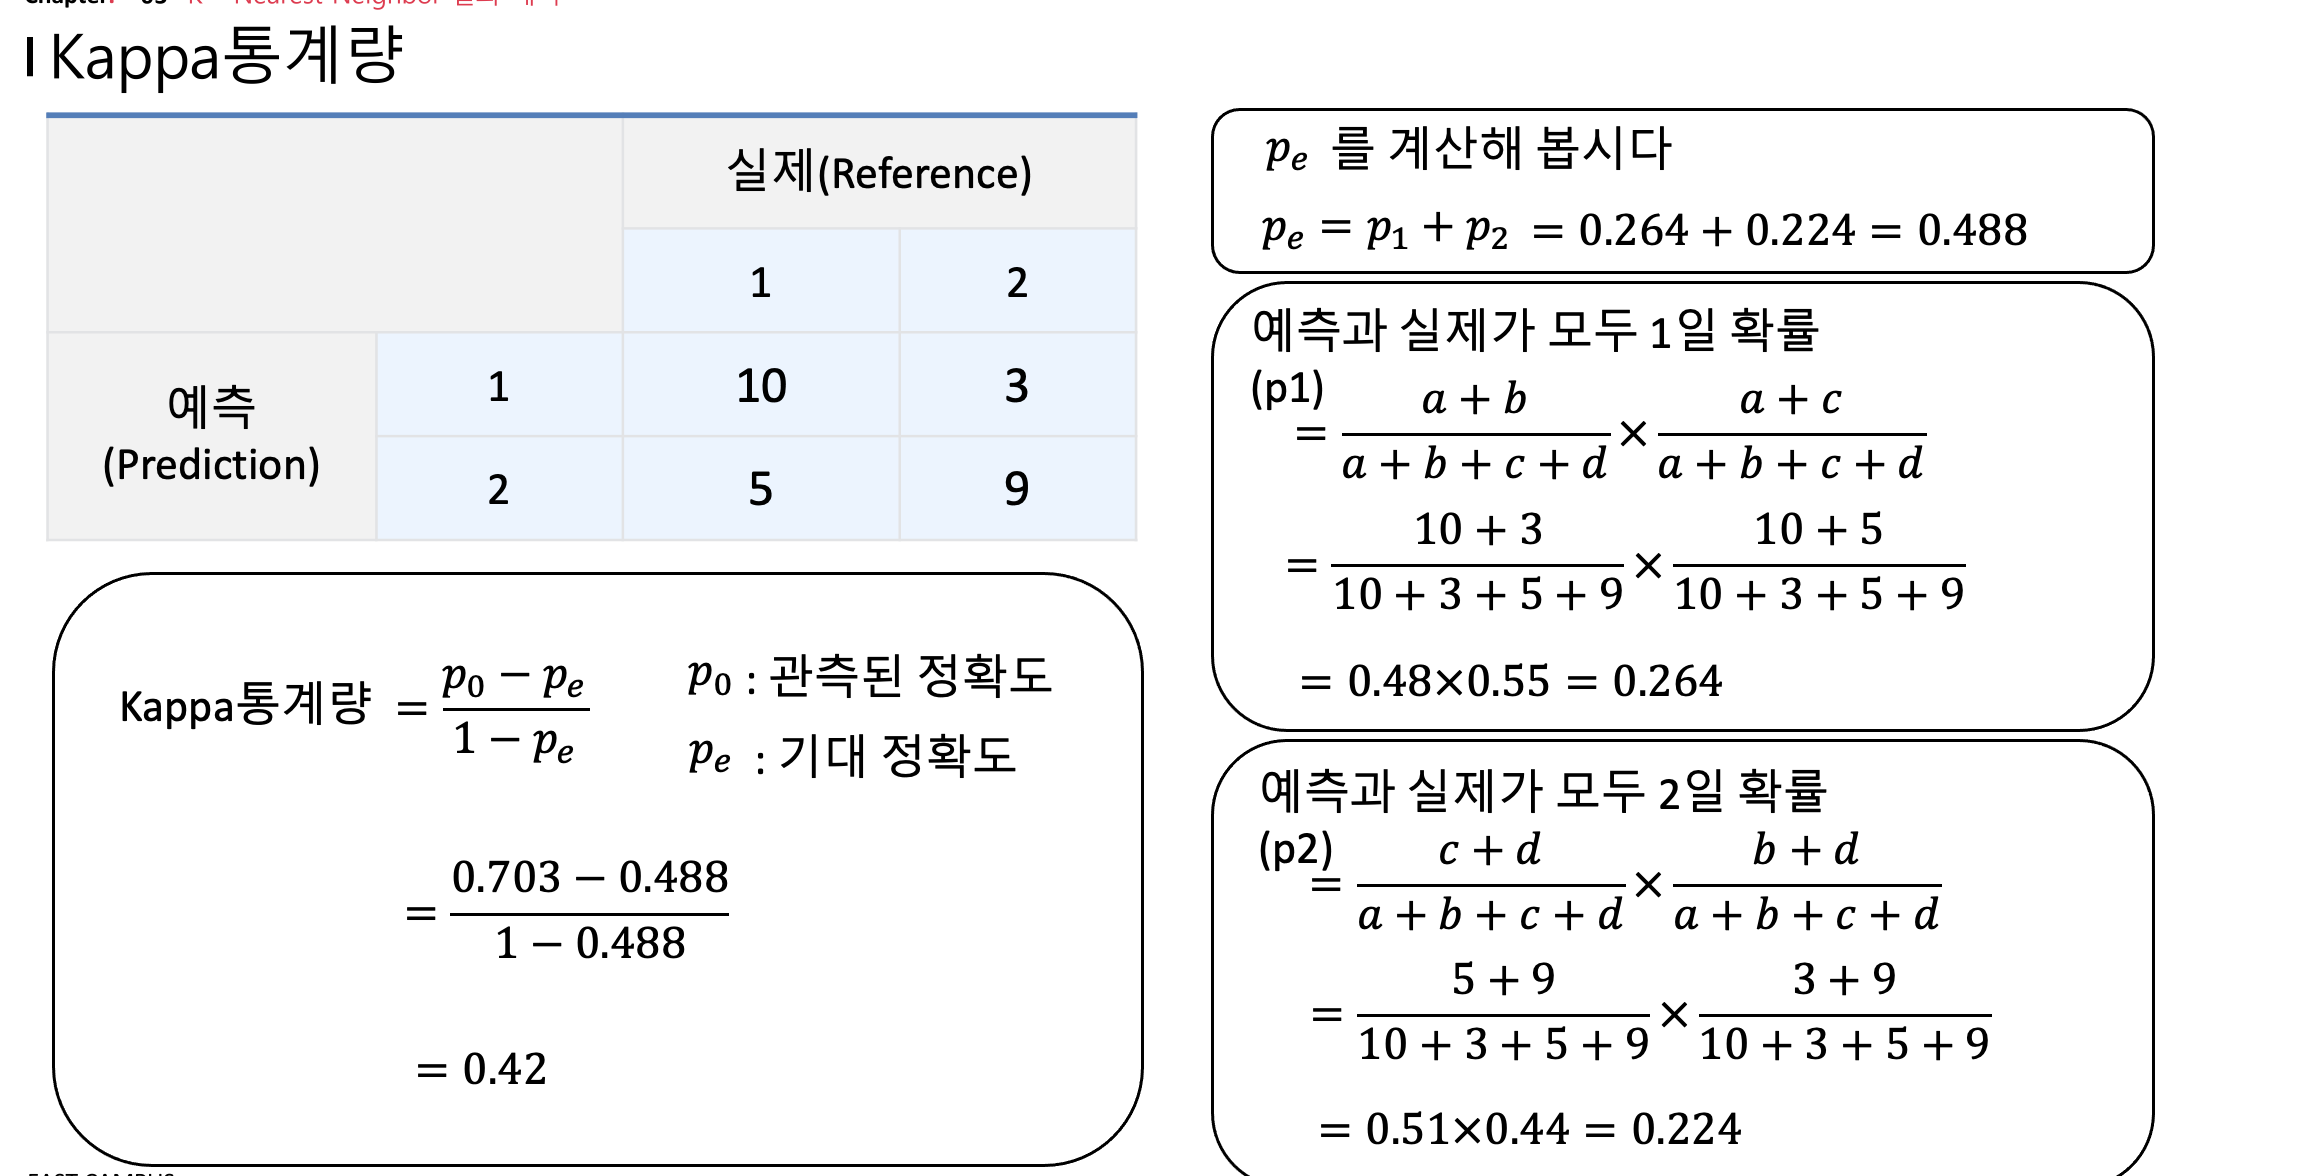 Kappa통계량
실제(Reference)
1 2
예측
(Prediction)
1 10 3
2 5 9
Kappa통계량 = \frac{p_0 - p_e}{1 - p_e}
p_0 : 관측된 정확도
p_e : 기대 정확도
= \frac{0.703 - 0.488}{1 - 0.488}
= 0.42
p_e 를 계산해 봅시다
p_e = p_1 + p_2 = 0.264 + 0.224 = 0.488
예측과 실제가 모두 1일 확률
(p1)
= \frac{a + b}{a + b + c + d} × \frac{a + c}{a + b + c + d}
= \frac{10 + 3}{10 + 3 + 5 + 9} × \frac{10 + 5}{10 + 3 + 5 + 9}
= 0.48×0.55 = 0.264
예측과 실제가 모두 2일 확률
(p2)
= \frac{c + d}{a + b + c + d} × \frac{b + d}{a + b + c + d}
= \frac{5 + 9}{10 + 3 + 5 + 9} × \frac{3 + 9}{10 + 3 + 5 + 9}
= 0.51×0.44 = 0.224